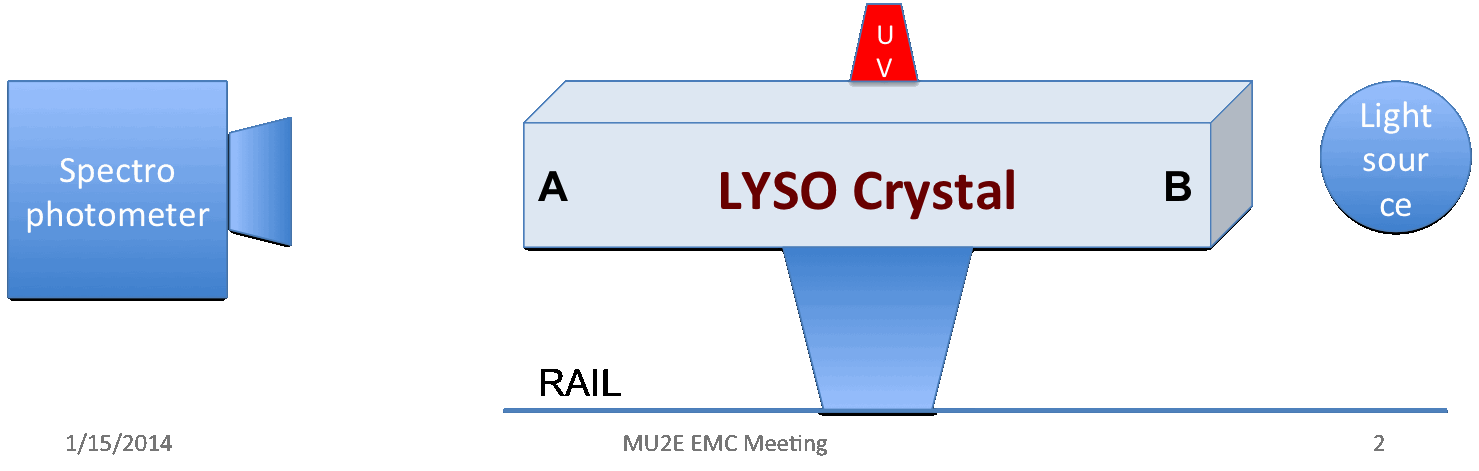 U
V
Spectro
photometer
A
LYSO Crystal
B
Light
sour
ce
RAIL
1/15/2014
MU2E EMC Meeting
2